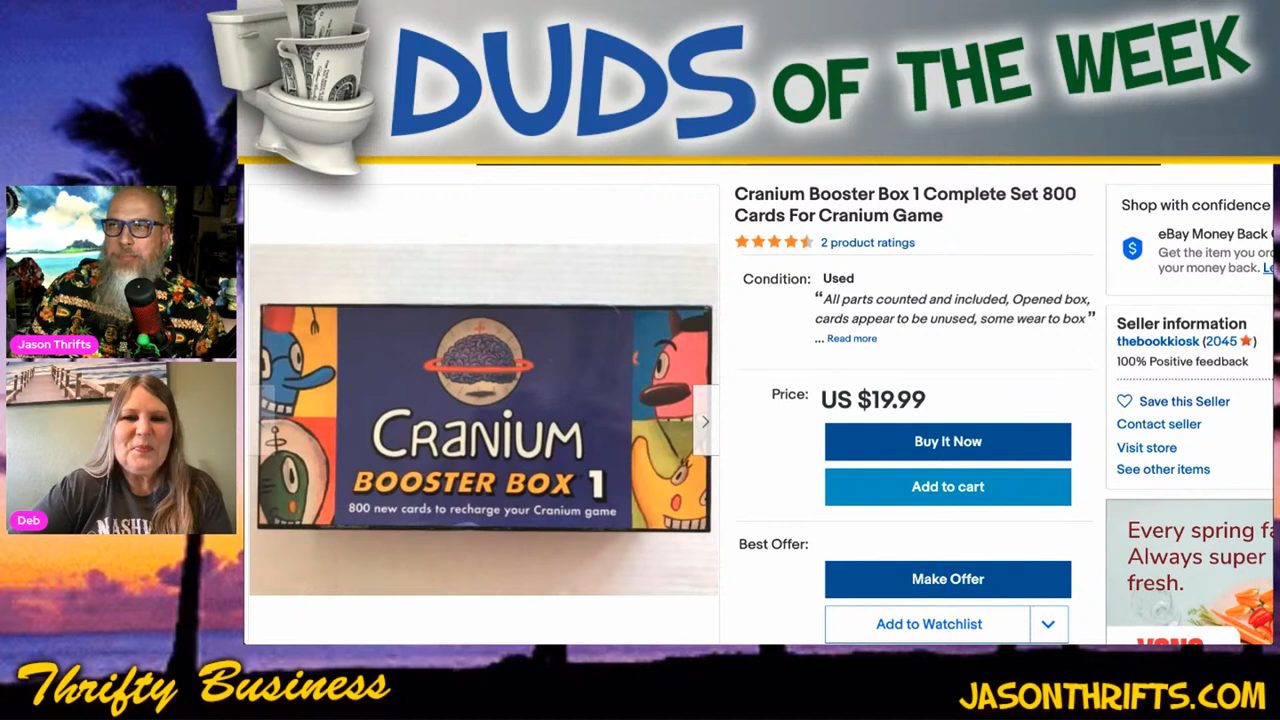 DUDS OF THE WEEK
Cranium Booster Box 1 Complete Set 800
Cards For Cranium Game
2 product ratings
Condition: Used
“All parts counted and included, Opened box,
cards appear to be unused, some wear to box”
... Read more
Price: US $19.99
Buy It Now
Add to cart
Best Offer:
Make Offer
Add to Watchlist
Shop with confidence
eBay Money Back
Get the item you
your money back.
Seller information
thebookkiosk (2045)
100% Positive feedback
Save this Seller
Contact seller
Visit store
See other items
Every spring
Always super
fresh.
CRANIUM
BOOSTER BOX 1
800 new cards to recharge your Cranium game
Jason Thrifts
Deb
NASHV
Thrifty Business
JASONTHRIFTS.COM